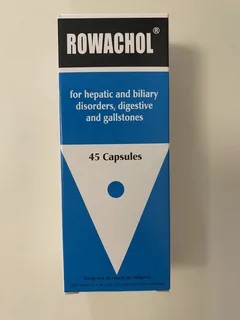 ROWACHOL®
for hepatic and biliary
disorders, digestive
and gallstones
45 Capsules